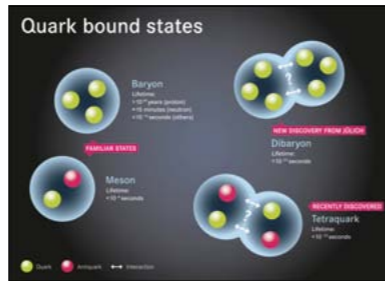 Quark bound states
Baryon
Lifetime:
years (proton)
minutes (neutron)
seconds (others)
FAMILIAR STATES
Meson
Lifetime:
seconds
NEW DISCOVERY FROM JÜLICH
Dibaryon
Lifetime:
seconds
?
RECENTLY DISCOVERED
Tetraquark
Lifetime:
seconds
?
Quark Antiquark Interaction